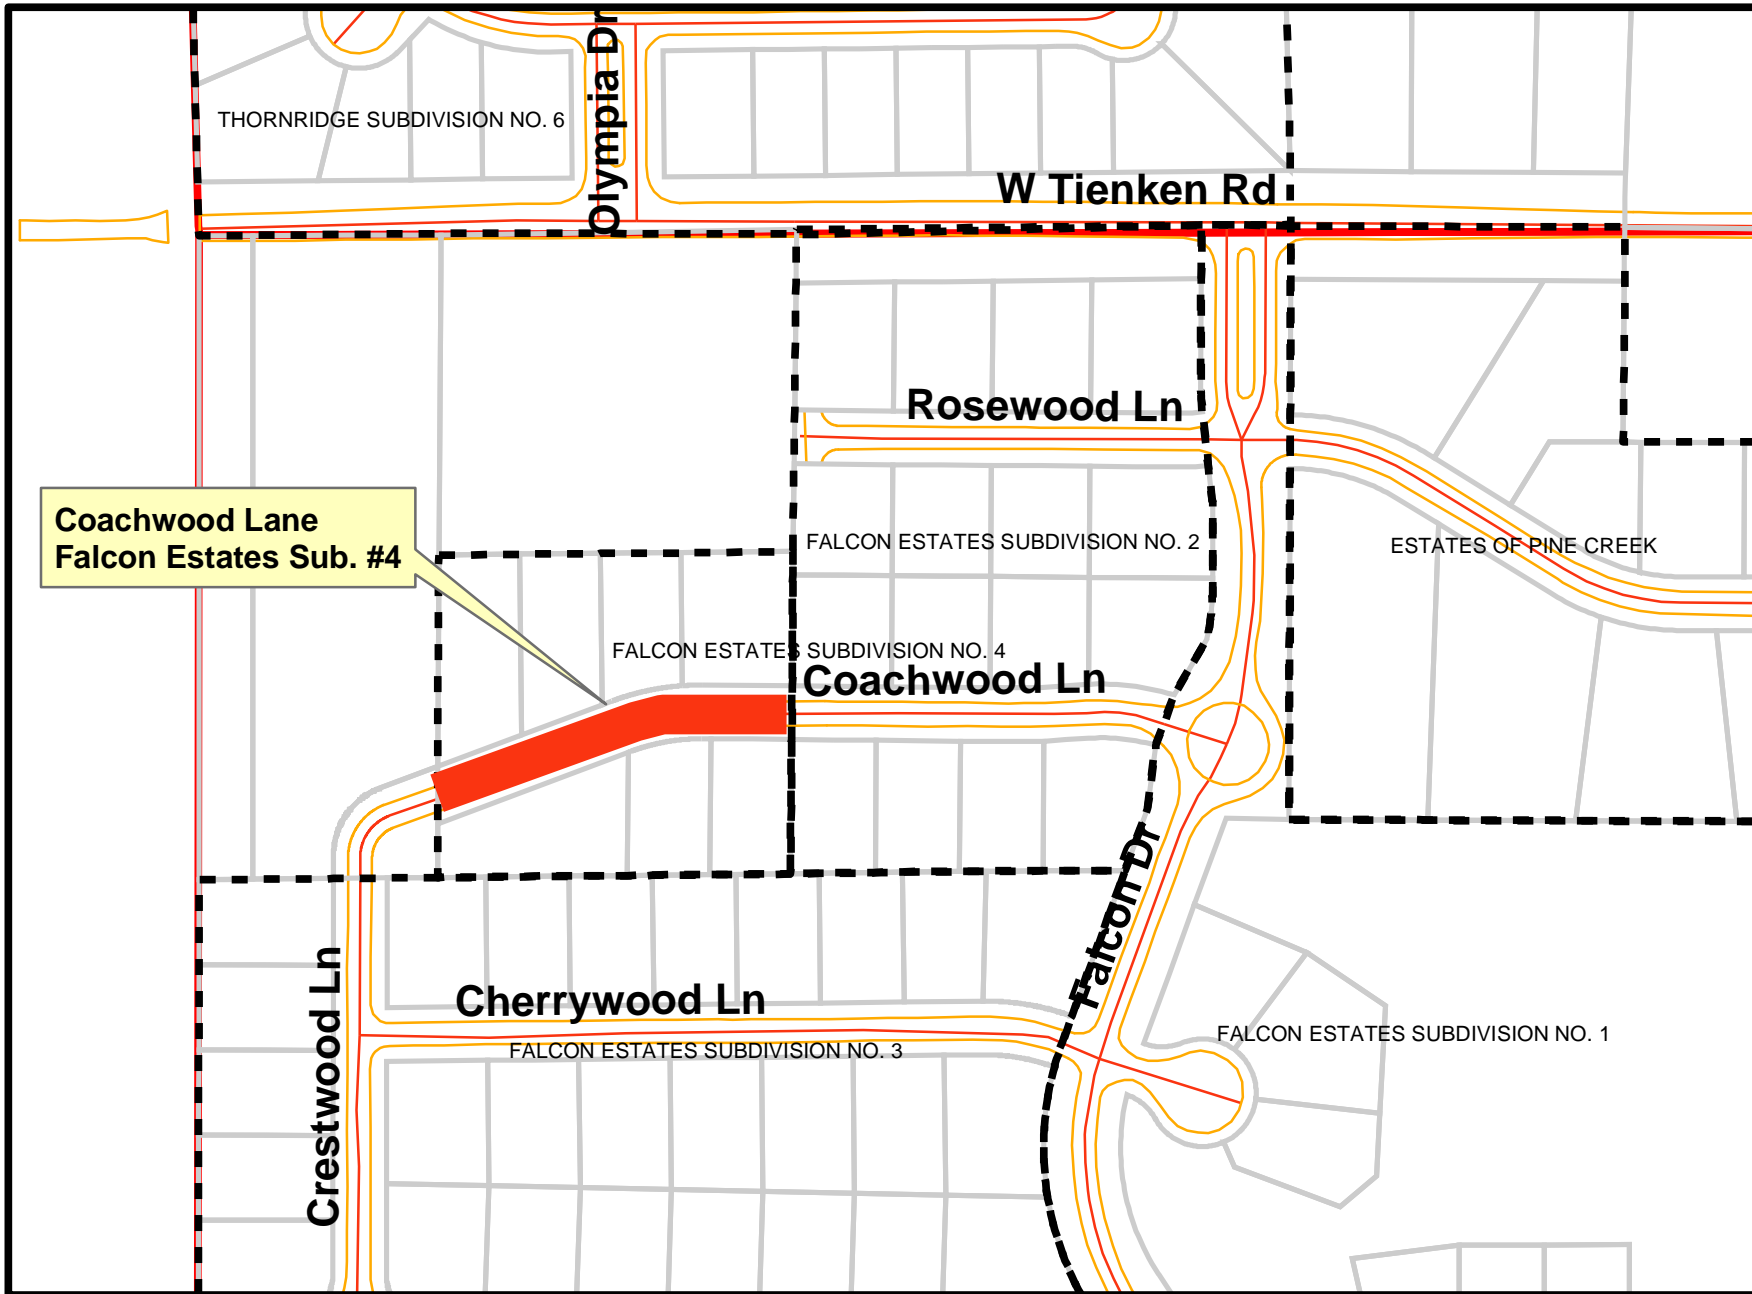 Olympia Dr
THORNRIDGE SUBDIVISION NO. 6
W Tienken Rd
Rosewood Ln
Coachwood Lane
Falcon Estates Sub. #4
FALCON ESTATES SUBDIVISION NO. 2
ESTATES OF PINE CREEK
FALCON ESTATES SUBDIVISION NO. 4
Coachwood Ln
Falcon Dr
Crestwood Ln
Cherrywood Ln
FALCON ESTATES SUBDIVISION NO. 3
FALCON ESTATES SUBDIVISION NO. 1